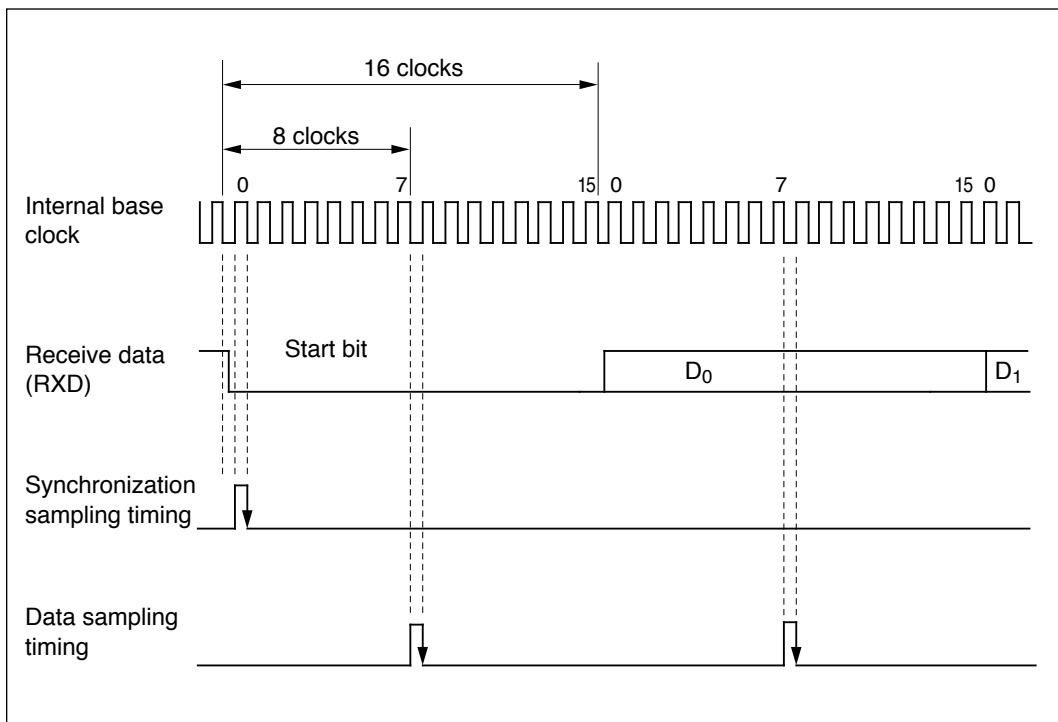 16 clocks
8 clocks
0 7 15 0 7 15 0
Internal base
clock
Start bit
Receive data
(RXD)
D0 D1
Synchronization
sampling timing
Data sampling
timing